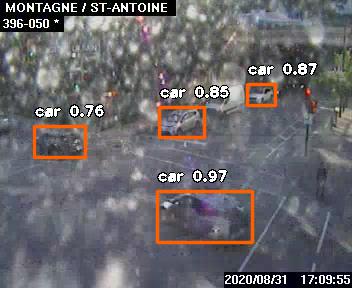 MONTAGNE / ST-ANTOINE
396-050 *
car 0.87
car 0.85
car 0.76
car 0.97
2020/08/31 17:09:55